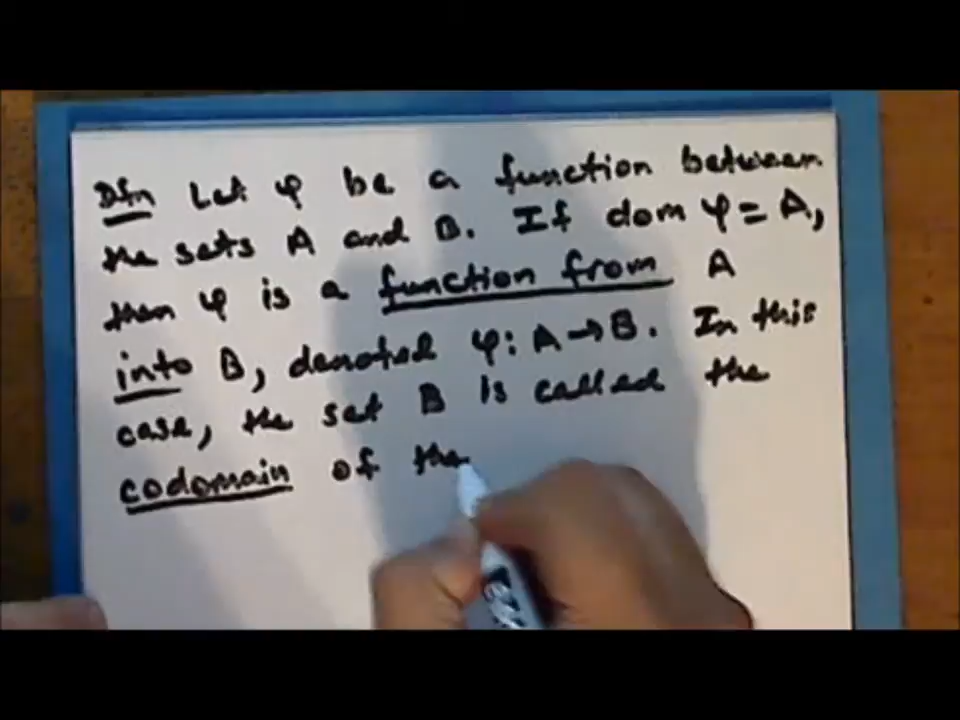 Dfn Let φ be a function between
the sets A and B. If dom φ = A,
then φ is a function from A
into B, denoted φ: A → B. In this
case, the set B is called the
codomain of the